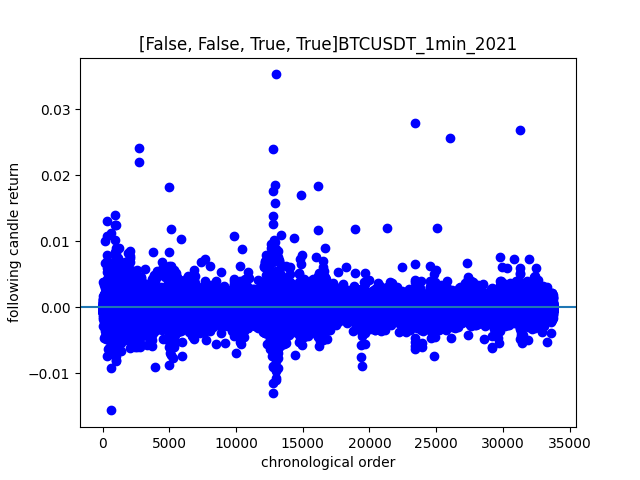 [False, False, True, True]BTCUSDT_1min_2021
following candle return
0.03
0.02
0.01
0.00
−0.01
0 5000 10000 15000 20000 25000 30000 35000
chronological order